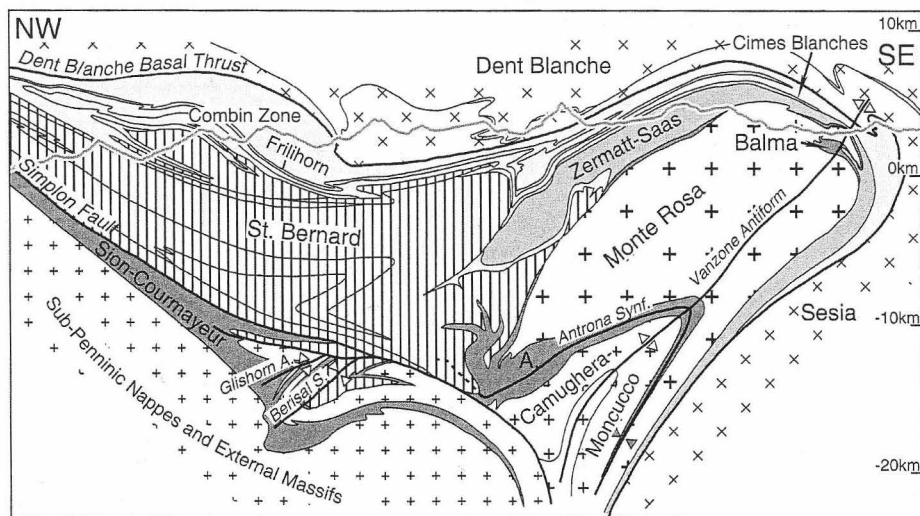 NW
10km
Dent Blanche Basal Thrust
Dent Blanche
Cimes Blanches
SE
Combin Zone
Frilihorn
Zermatt-Saas
Balma
0km
Simplon Fault
St. Bernard
Monte Rosa
Vanzone Antiform
Sion-Courmayeur
Sesia
-10km
Antrona Synf.
A.
Glishorn A.
Berisal S.
Camughera-
Moncucco
Sub-Penninic Nappes and External Massifs
-20km